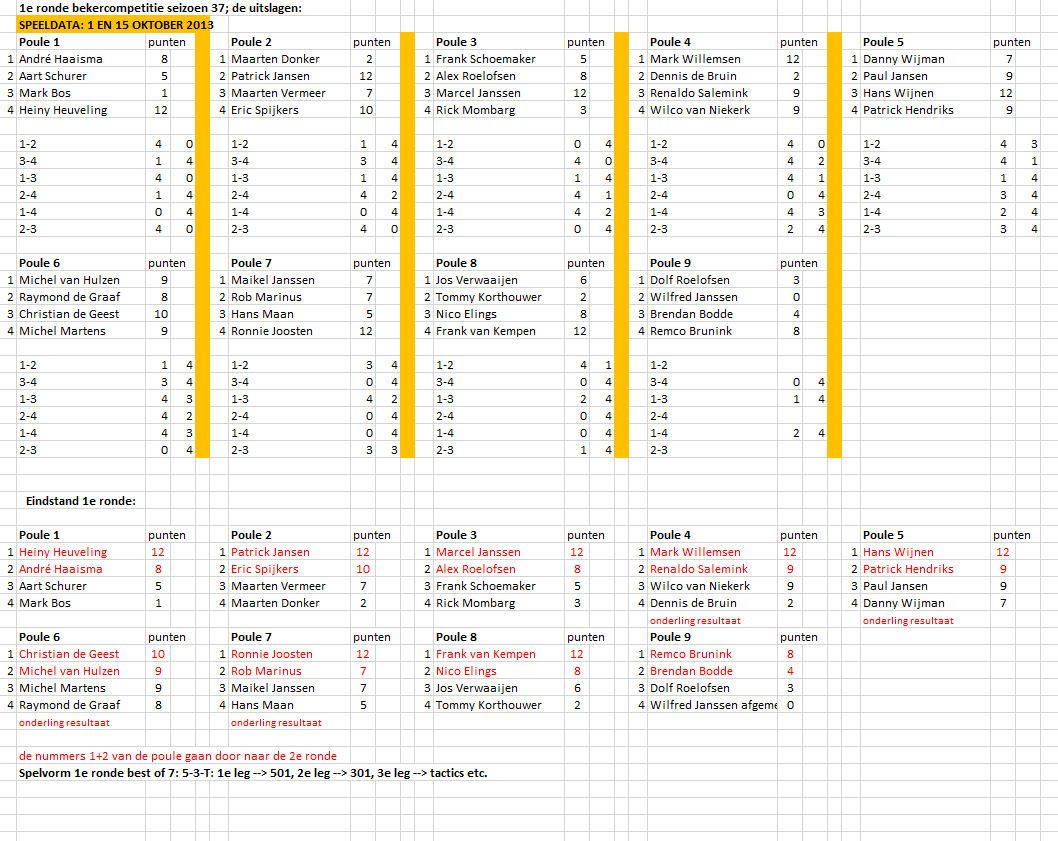 1e ronde bekercompetitie seizoen 37; de uitslagen:
SPEELDATA: 1 EN 15 OKTOBER 2013
Poule 1 punten Poule 2 punten Poule 3 punten Poule 4 punten Poule 5 punten
1 André Haaisma 8 1 Maarten Donker 2 1 Frank Shoemaker 5 1 Mark Willemsen 12 1 Danny Wijman 7
2 Aart Schurer 5 2 Patrick Jansen 12 2 Alex Roelofsen 8 2 Dennis de Bruin 2 2 Paul Jansen 9
3 Mark Bos 1 3 Maarten Vermeer 7 3 Marcel Janssen 12 3 Renaldo Salemink 9 3 Hans Wijnen 12
4 Heiny Heuveling 12 4 Eric Spijkers 10 4 Rick Mombarg 3 4 Wilco van Niekerk 9 4 Patrick Hendriks 9
1-2 4 0 1-2 1 4 1-2 0 4 1-2 4 0 1-2 4 3
3-4 1 4 3-4 3 4 3-4 4 0 3-4 4 2 3-4 4 1
1-3 4 0 1-3 1 4 1-3 1 4 1-3 4 1 1-3 1 4
2-4 1 4 2-4 4 2 2-4 4 1 2-4 0 4 2-4 3 4
1-4 0 4 1-4 0 4 1-4 4 2 1-4 4 3 1-4 2 4
2-3 4 0 2-3 4 0 2-3 0 4 2-3 2 4 2-3 3 4
Poule 6 punten Poule 7 punten Poule 8 punten Poule 9 punten
1 Michel van Hulzen 9 1 Maikel Janssen 7 1 Jos Verwaaijen 6 1 Dolf Roelofsen 3
2 Raymond de Graaf 8 2 Rob Marinus 7 2 Tommy Korthouwer 2 2 Wilfred Janssen 0
3 Christian de Geest 10 3 Hans Maan 5 3 Nico Elings 8 3 Brendan Bodde 4
4 Michel Martens 9 4 Ronnie Joosten 12 4 Frank van Kempen 12 4 Remco Brunink 8
1-2 1 4 1-2 3 4 1-2 4 1 1-2
3-4 3 4 3-4 0 4 3-4 0 4 3-4 0 4
1-3 4 3 1-3 4 2 1-3 2 4 1-3 1 4
2-4 4 2 2-4 0 4 2-4 0 4 2-4
1-4 4 3 1-4 0 4 1-4 0 4 1-4 2 4
2-3 0 4 2-3 3 3 2-3 1 4 2-3
Eindstand 1e ronde:
Poule 1 punten Poule 2 punten Poule 3 punten Poule 4 punten Poule 5 punten
1 Heiny Heuveling 12 1 Patrick Jansen 12 1 Marcel Janssen 12 1 Mark Willemsen 12 1 Hans Wijnen 12
2 André Haaisma 8 2 Eric Spijkers 10 2 Alex Roelofsen 8 2 Renaldo Salemink 9 2 Patrick Hendriks 9
3 Aart Schurer 5 3 Maarten Vermeer 7 3 Frank Schoemaker 5 3 Wilco van Niekerk 9 3 Paul Jansen 9
4 Mark Bos 1 4 Maarten Donker 2 4 Rick Mombarg 3 4 Dennis de Bruin 2 4 Danny Wijman 7
onderling resultaat onderling resultaat
Poule 6 punten Poule 7 punten Poule 8 punten Poule 9 punten
1 Christian de Geest 10 1 Ronnie Joosten 12 1 Frank van Kempen 12 1 Remco Brunink 8
2 Michel van Hulzen 9 2 Rob Marinus 7 2 Nico Elings 8 2 Brendan Bodde 4
3 Michel Martens 9 3 Maikel Janssen 7 3 Jos Verwaaijen 6 3 Dolf Roelofsen 3
4 Raymond de Graaf 8 4 Hans Maan 5 4 Tommy Korthouwer 2 4 Wilfred Janssen afgeme 0
onderling resultaat onderling resultaat
de nummers 1+2 van de poule gaan door naar de 2e ronde
Spelvorm 1e ronde best of 7: 5-3-T: 1e leg --> 501, 2e leg --> 301, 3e leg --> tactics etc.